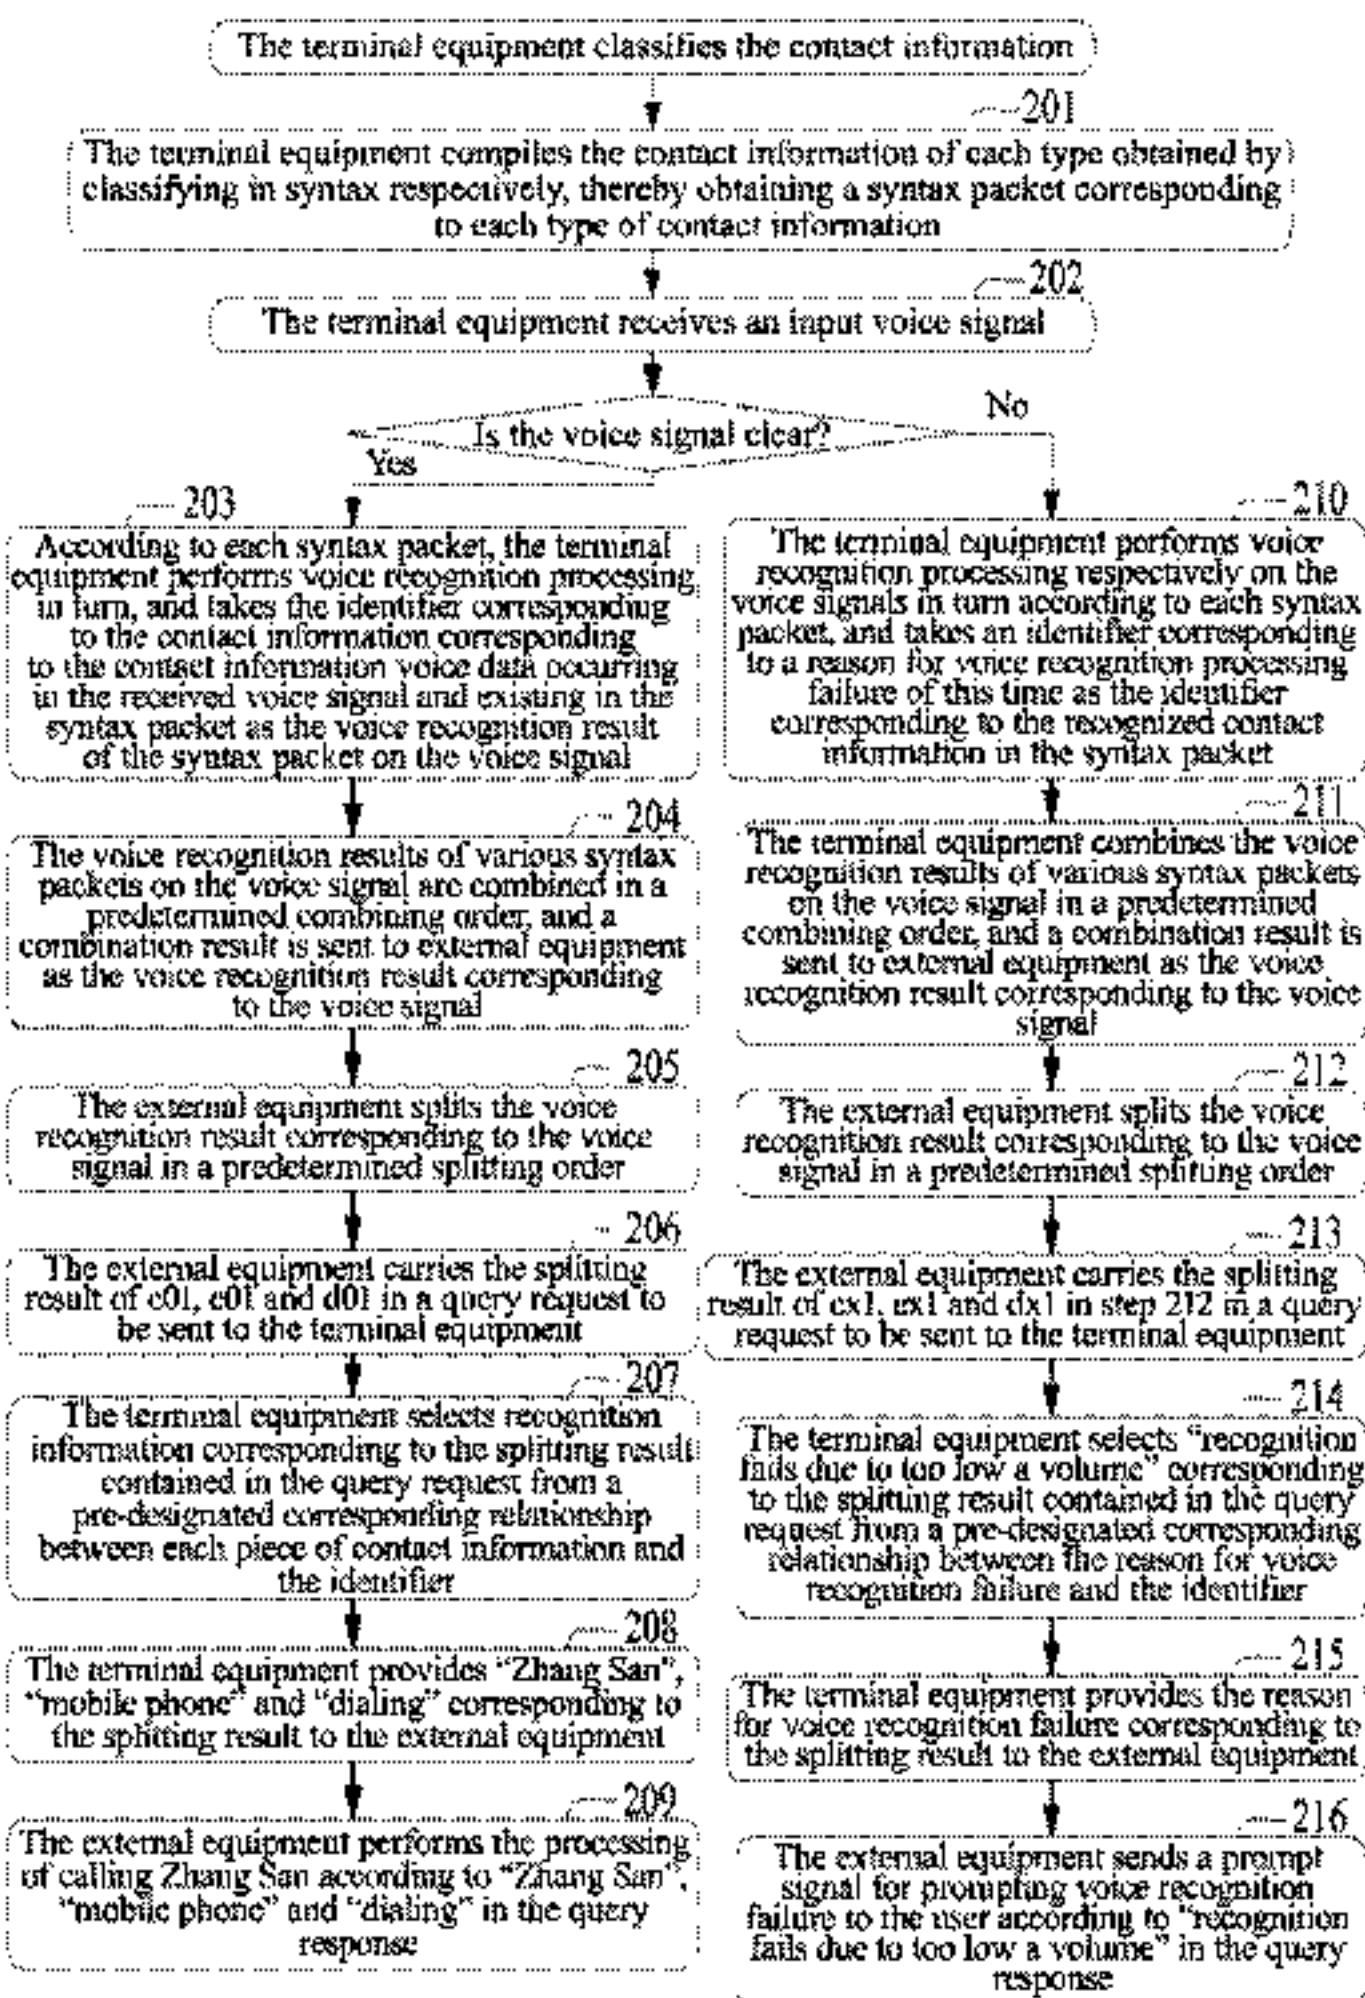 The terminal equipment classifies the contact information
201
The terminal equipment compiles the contact information of each type obtained by
classifying in syntax respectively, thereby obtaining a syntax packet corresponding
to each type of contact information
202
The terminal equipment receives an input voice signal
Is the voice signal clear?
No
Yes
203
According to each syntax packet, the terminal
equipment performs voice recognition processing
in turn, and takes the identifier corresponding
to the contact information corresponding
to the contact information voice data occurring
in the received voice signal and existing in the
syntax packet as the voice recognition result
of the syntax packet on the voice signal
204
The voice recognition results of various syntax
packets on the voice signal are combined in a
predetermined combining order, and a
combination result is sent to external equipment
as the voice recognition result corresponding
to the voice signal
205
The external equipment splits the voice
recognition result corresponding to the voice
signal in a predetermined splitting order
206
The external equipment carries the splitting
result of c01, e01 and d01 in a query request to
be sent to the terminal equipment
207
The terminal equipment selects recognition
information corresponding to the splitting result
contained in the query request from a
pre-designated corresponding relationship
between each piece of contact information and
the identifier
208
The terminal equipment provides “Zhang San”,
“mobile phone” and “dialing” corresponding to
the splitting result to the external equipment
209
The external equipment performs the processing
of calling Zhang San according to “Zhang San”,
“mobile phone” and “dialing” in the query
response
210
The terminal equipment performs voice
recognition processing respectively on the
voice signals in turn according to each syntax
packet, and takes an identifier corresponding
to a reason for voice recognition processing
failure of this time as the identifier
corresponding to the recognized contact
information in the syntax packet
211
The terminal equipment combines the voice
recognition results of various syntax packets
on the voice signal in a predetermined
combining order, and a combination result is
sent to external equipment as the voice
recognition result corresponding to the voice
signal
212
The external equipment splits the voice
recognition result corresponding to the voice
signal in a predetermined splitting order
213
The external equipment carries the splitting
result of cx1, ex1 and dx1 in step 212 in a query
request to be sent to the terminal equipment
214
The terminal equipment selects “recognition
fails due to too low a volume” corresponding
to the splitting result contained in the query
request from a pre-designated corresponding
relationship between the reason for voice
recognition failure and the identifier
215
The terminal equipment provides the reason
for voice recognition failure corresponding to
the splitting result to the external equipment
216
The external equipment sends a prompt
signal for prompting voice recognition
failure to the user according to “recognition
fails due to too low a volume” in the query
response